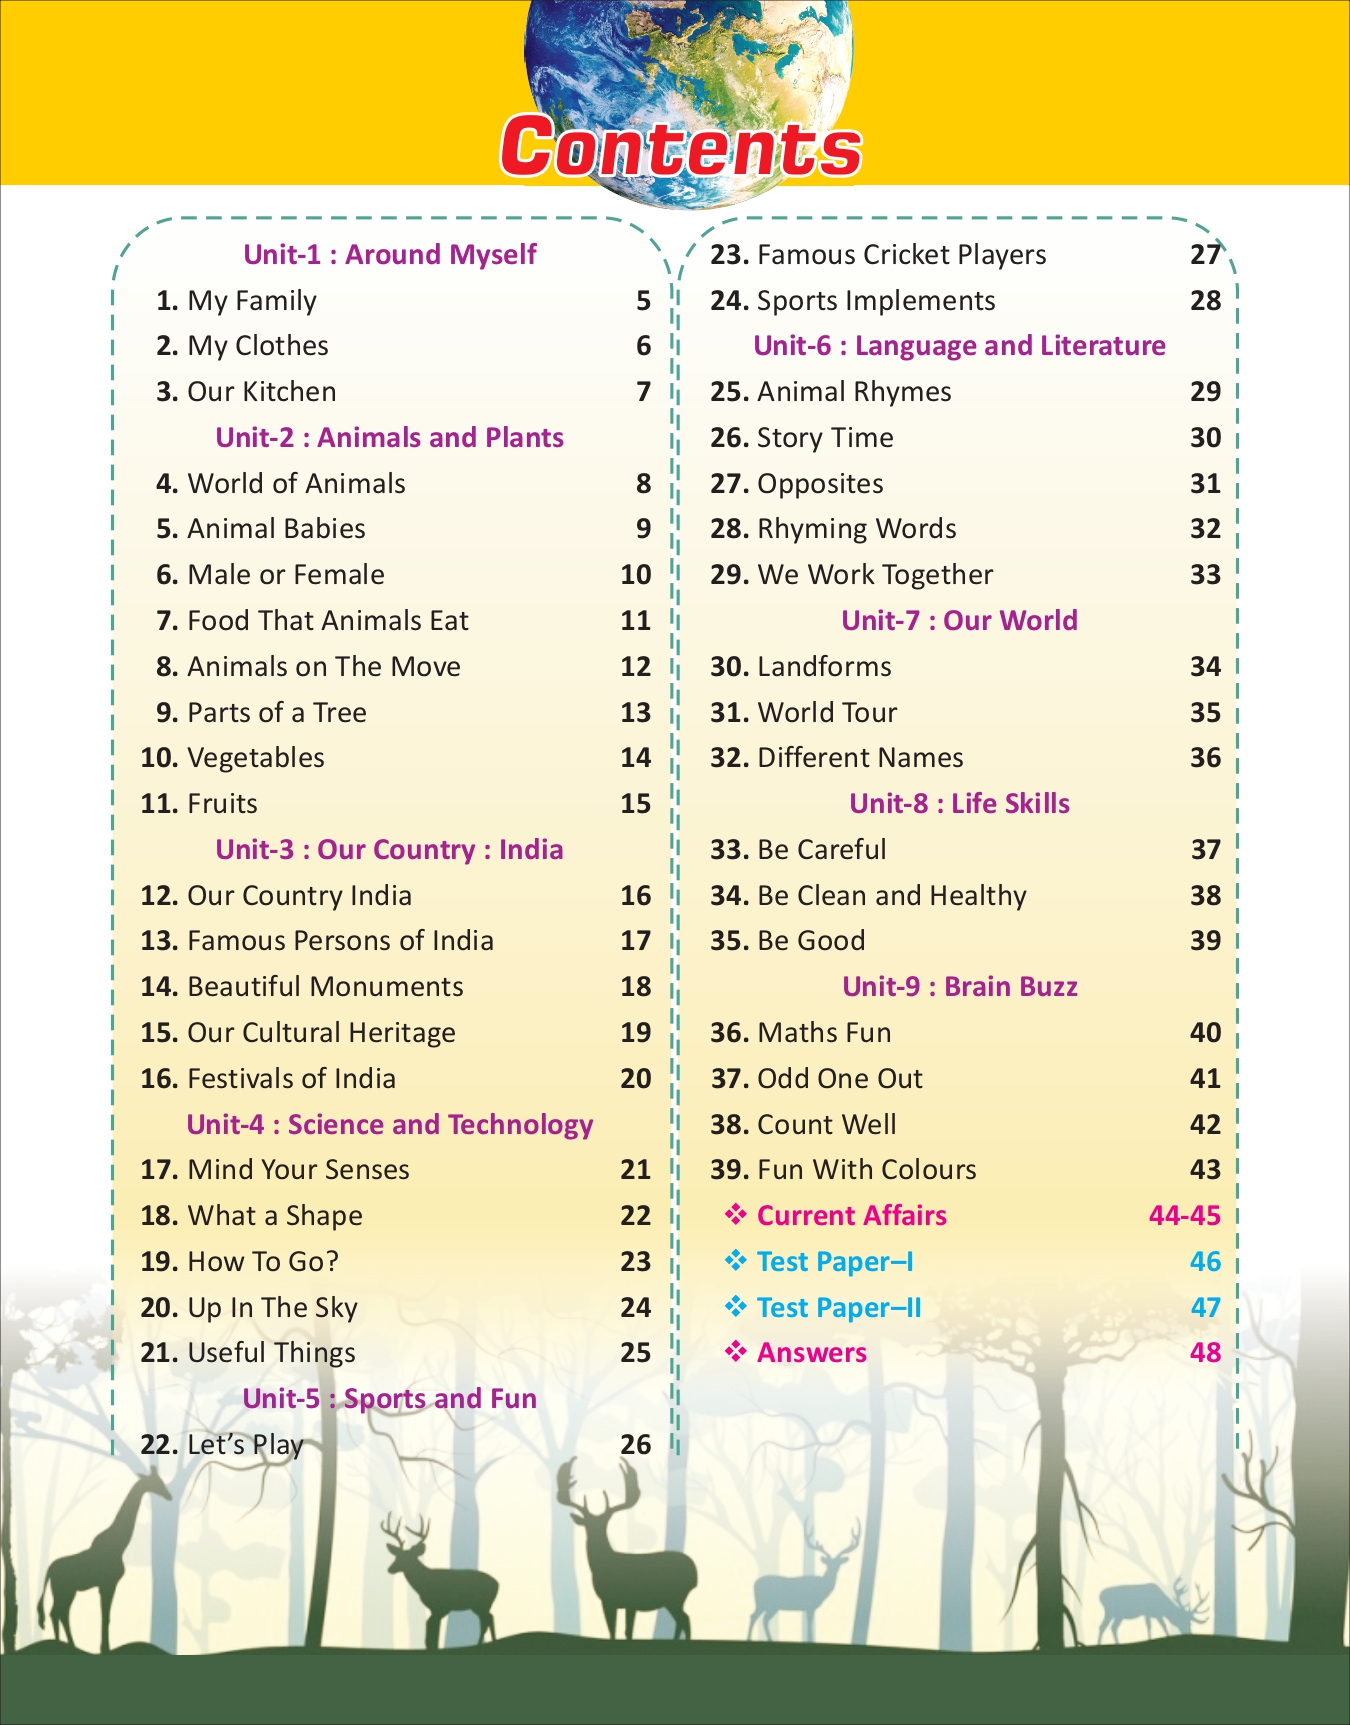 Contents
Unit-1 : Around Myself
1. My Family 5
2. My Clothes 6
3. Our Kitchen 7
Unit-2 : Animals and Plants
4. World of Animals 8
5. Animal Babies 9
6. Male or Female 10
7. Food That Animals Eat 11
8. Animals on The Move 12
9. Parts of a Tree 13
10. Vegetables 14
11. Fruits 15
Unit-3 : Our Country : India
12. Our Country India 16
13. Famous Persons of India 17
14. Beautiful Monuments 18
15. Our Cultural Heritage 19
16. Festivals of India 20
Unit-4 : Science and Technology
17. Mind Your Senses 21
18. What a Shape 22
19. How To Go? 23
20. Up In The Sky 24
21. Useful Things 25
Unit-5 : Sports and Fun
22. Let’s Play 26
23. Famous Cricket Players 27
24. Sports Implements 28
Unit-6 : Language and Literature
25. Animal Rhymes 29
26. Story Time 30
27. Opposites 31
28. Rhyming Words 32
29. We Work Together 33
Unit-7 : Our World
30. Landforms 34
31. World Tour 35
32. Different Names 36
Unit-8 : Life Skills
33. Be Careful 37
34. Be Clean and Healthy 38
35. Be Good 39
Unit-9 : Brain Buzz
36. Maths Fun 40
37. Odd One Out 41
38. Count Well 42
39. Fun With Colours 43
❖ Current Affairs 44-45
❖ Test Paper–I 46
❖ Test Paper–II 47
❖ Answers 48